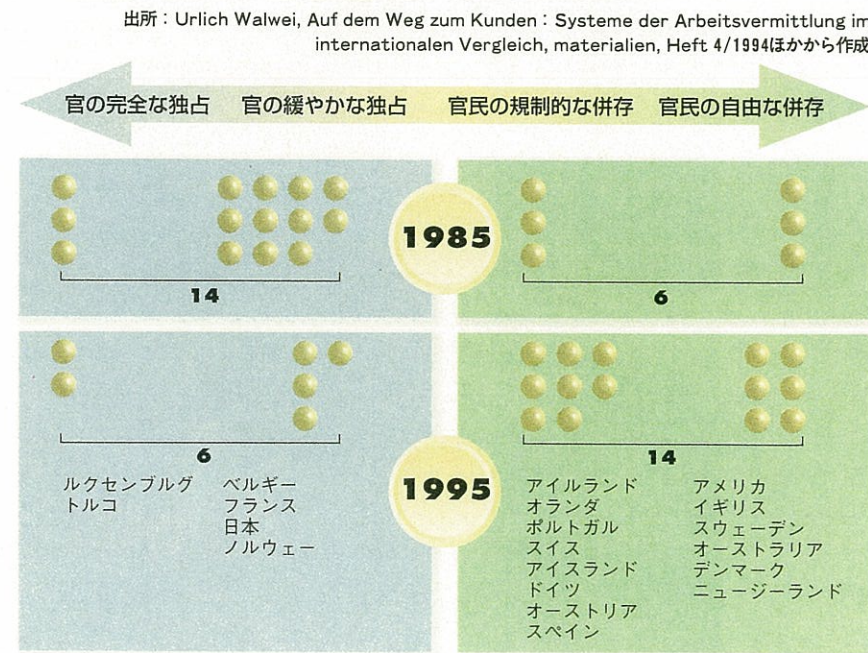 出所：Urlich Walwei, Auf dem Weg zum Kunden：Systeme der Arbeitsvermittlung im
internationalen Vergleich, materialien, Heft 4/1994ほかから作成
官の完全な独占 官の緩やかな独占 官民の規制的な併存 官民の自由な併存
1985
14
6
1995
6
14
ルクセンブルグ
トルコ
ベルギー
フランス
日本
ノルウェー
アイルランド
オランダ
ポルトガル
スイス
アイスランド
ドイツ
オーストリア
スペイン
アメリカ
イギリス
スウェーデン
オーストラリア
デンマーク
ニュージーランド